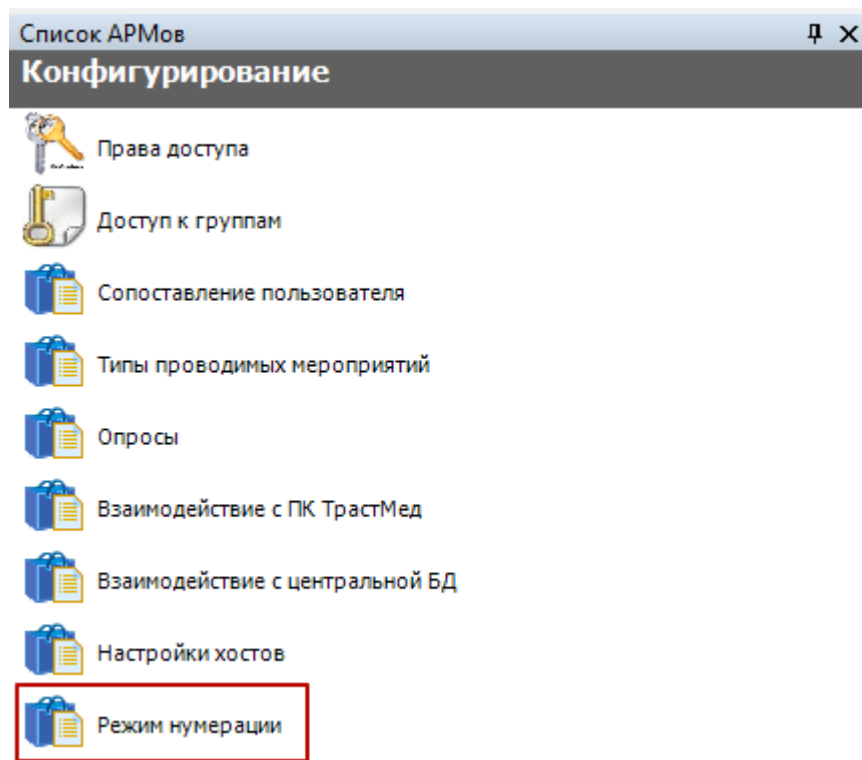 Список АРМов
Конфигурирование
Права доступа
Доступ к группам
Сопоставление пользователя
Типы проводимых мероприятий
Опросы
Взаимодействие с ПК ТрастМед
Взаимодействие с центральной БД
Настройки хостов
Режим нумерации